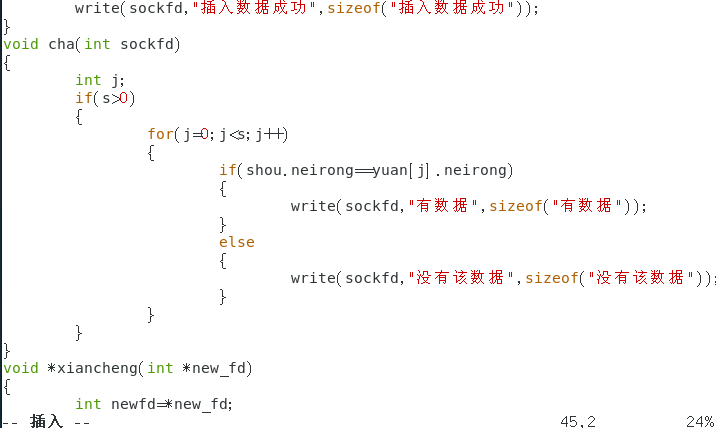 write(sockfd,"插入数据成功",sizeof("插入数据成功"));
}
void cha(int sockfd)
{
        int j;
        if(s>0)
        {
                for(j=0;j<s;j++)
                {
                        if(shou.neirong==yuan[j].neirong)
                        {
                                write(sockfd,"有数据",sizeof("有数据"));
                        }
                        else
                        {
                                write(sockfd,"没有该数据",sizeof("没有该数据"));
                        }
                }
        }
}
void *xiancheng(int *new_fd)
{
        int newfd=*new_fd;
-- 插入 --                                                    45,2          24%